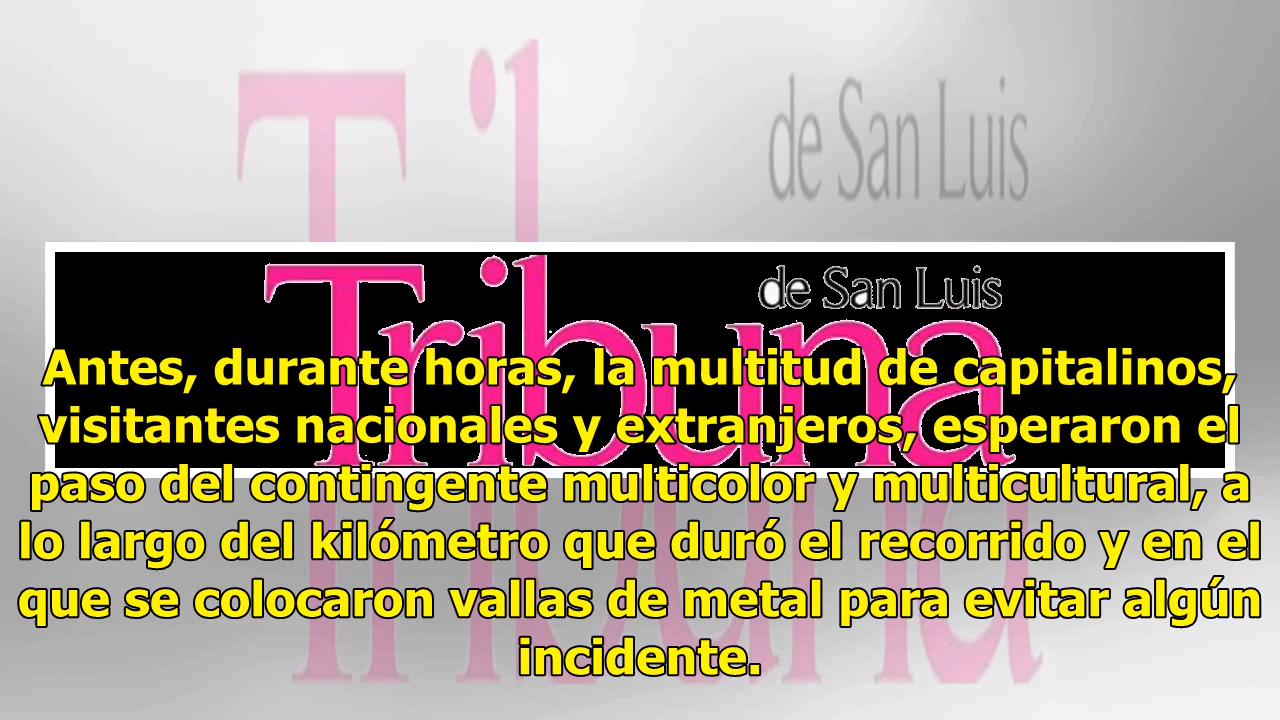 de San Luis
Tribuna
de San Luis
Antes, durante horas, la multitud de capitalinos,
visitantes nacionales y extranjeros, esperaron el
paso del contingente multicolor y multicultural, a
lo largo del kilómetro que duró el recorrido y en el
que se colocaron vallas de metal para evitar algún
incidente.